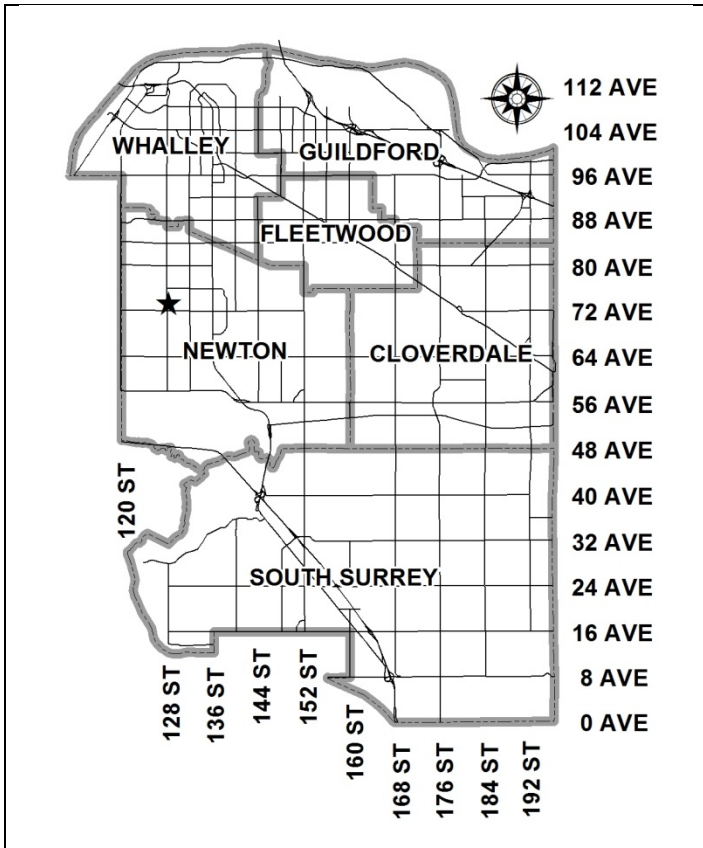 112 AVE
104 AVE
WHALLEY
GUILDFORD
96 AVE
88 AVE
FLEETWOOD
80 AVE
72 AVE
NEWTON
CLOVERDALE
64 AVE
56 AVE
48 AVE
120 ST
40 AVE
32 AVE
SOUTH SURREY
24 AVE
16 AVE
128 ST
136 ST
144 ST
152 ST
160 ST
8 AVE
0 AVE
168 ST
176 ST
184 ST
192 ST